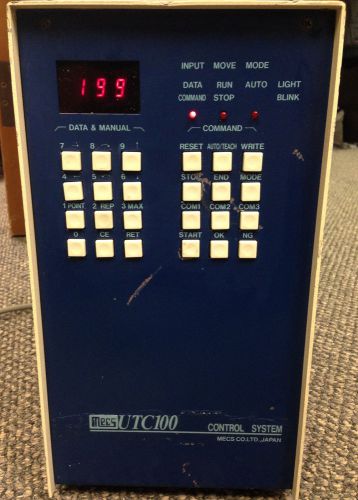 INPUT MOVE MODE
199
DATA RUN AUTO LIGHT
COMMAND STOP BLINK
DATA & MANUAL COMMAND
7 8 9 RESET AUTO/TEACH WRITE
4 5 6 STOP END MODE
1 POINT 2 REP 3 MAX COM1 COM2 COM3
0 CE RET START OK NG
mecs UTC100 CONTROL SYSTEM
MECS CO.LTD.,JAPAN